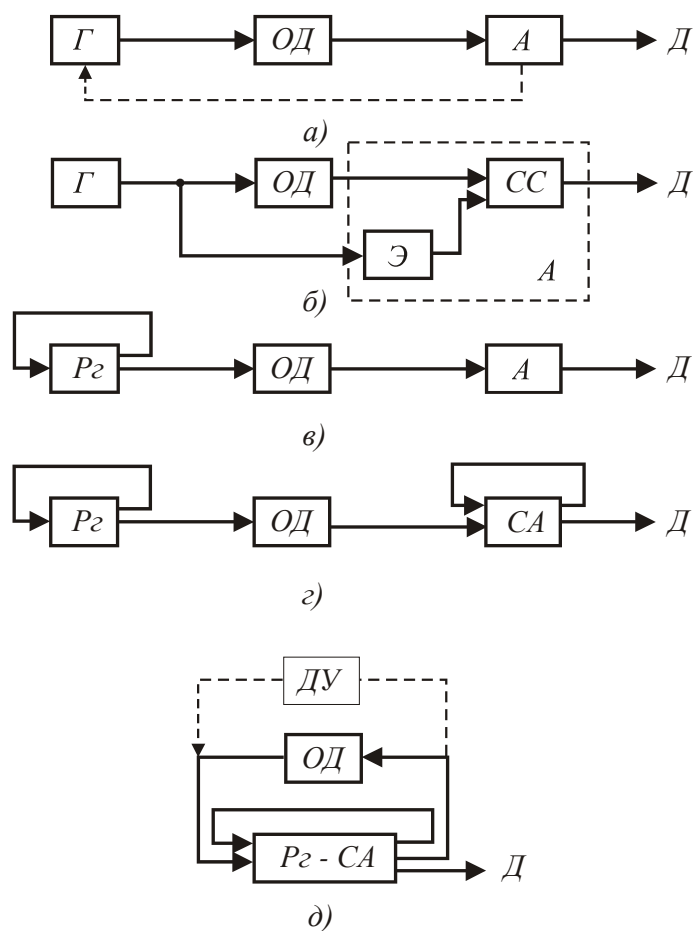 Г ОД А Д
а)
Г ОД СС Д
Э А
б)
Рг ОД А Д
в)
Рг ОД СА Д
г)
ДУ
ОД
Рг - СА Д
д)